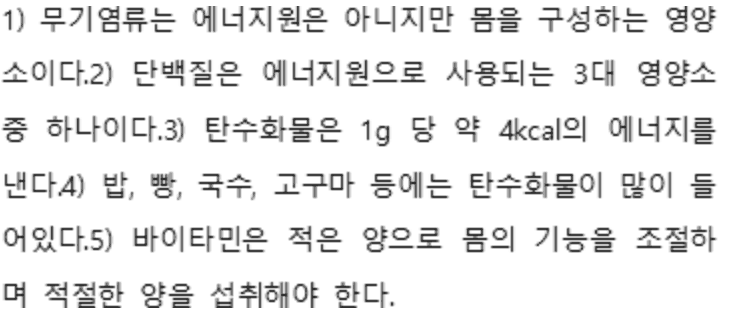 1) 무기염류는 에너지원은 아니지만 몸을 구성하는 영양
소이다.2) 단백질은 에너지원으로 사용되는 3대 영양소
중 하나이다.3) 탄수화물은 1g 당 약 4kcal의 에너지를
낸다.4) 밥, 빵, 국수, 고구마 등에는 탄수화물이 많이 들
어있다.5) 바이타민은 적은 양으로 몸의 기능을 조절하
며 적절한 양을 섭취해야 한다.